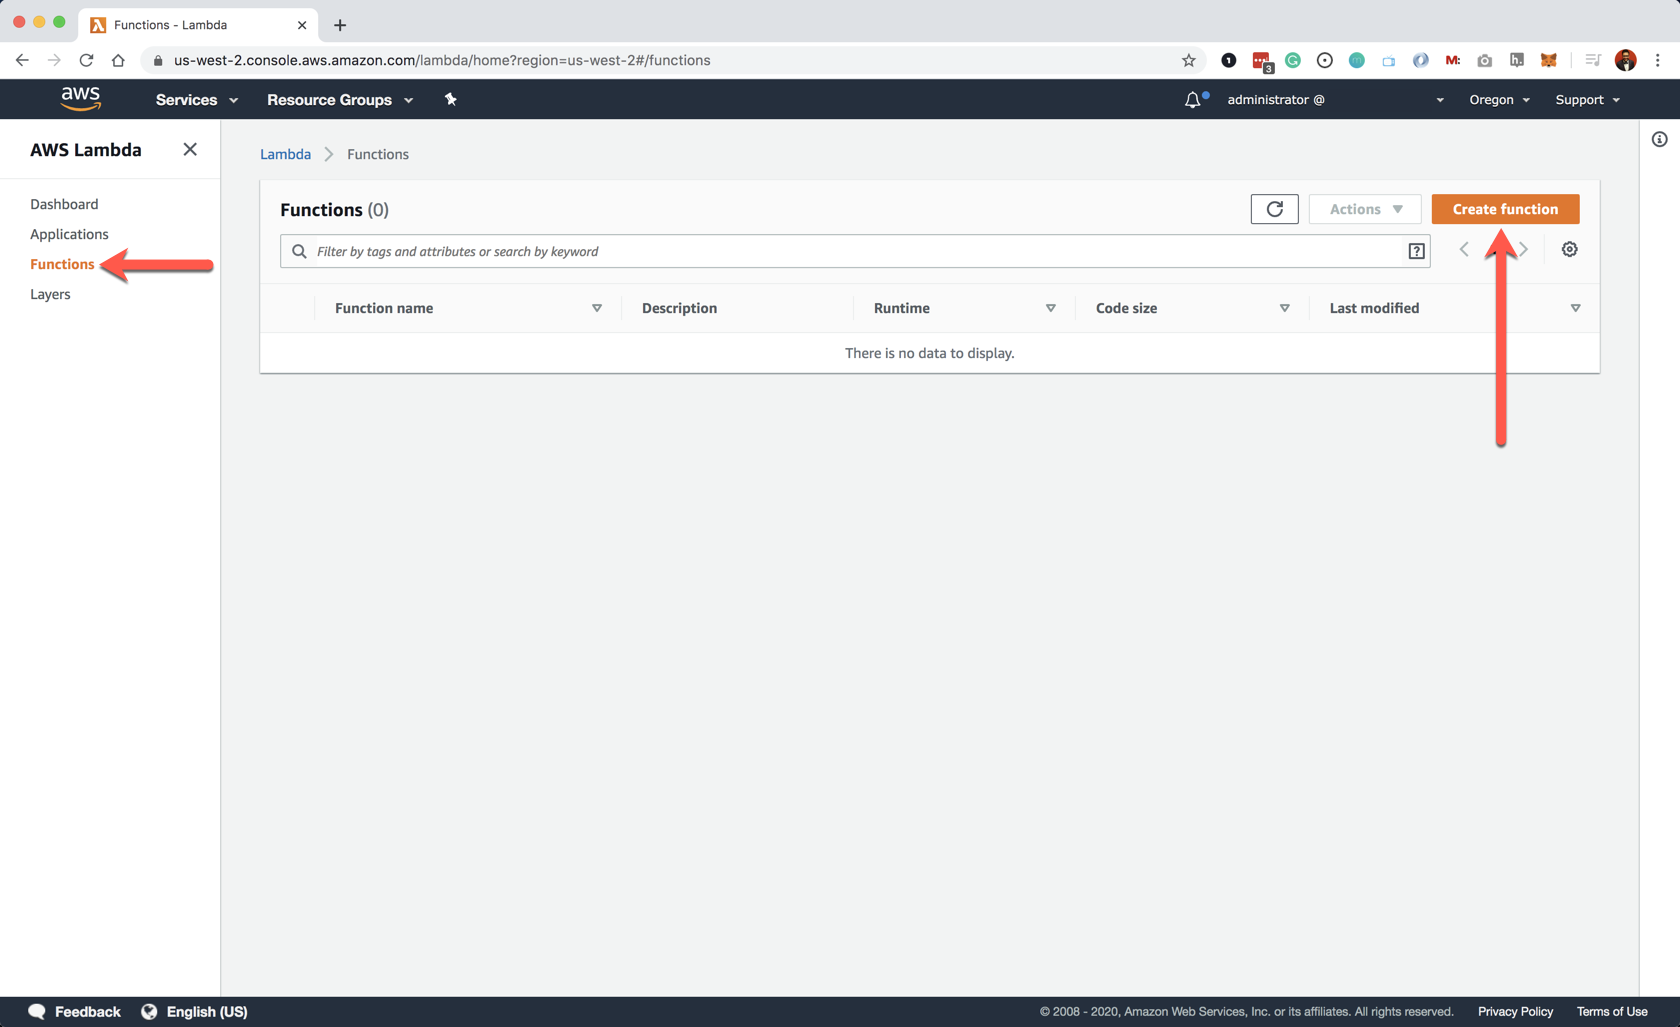 Functions - Lambda
us-west-2.console.aws.amazon.com/lambda/home?region=us-west-2#/functions
1
3
G
m
M:
h.
aws
Services
Resource Groups
administrator @
Oregon
Support
AWS Lambda
Lambda
Functions
Dashboard
Applications
Functions
Layers
Functions (0)
Actions
Create function
Filter by tags and attributes or search by keyword
?
Function name
Description
Runtime
Code size
Last modified
There is no data to display.
Feedback
English (US)
© 2008 - 2020, Amazon Web Services, Inc. or its affiliates. All rights reserved.
Privacy Policy
Terms of Use